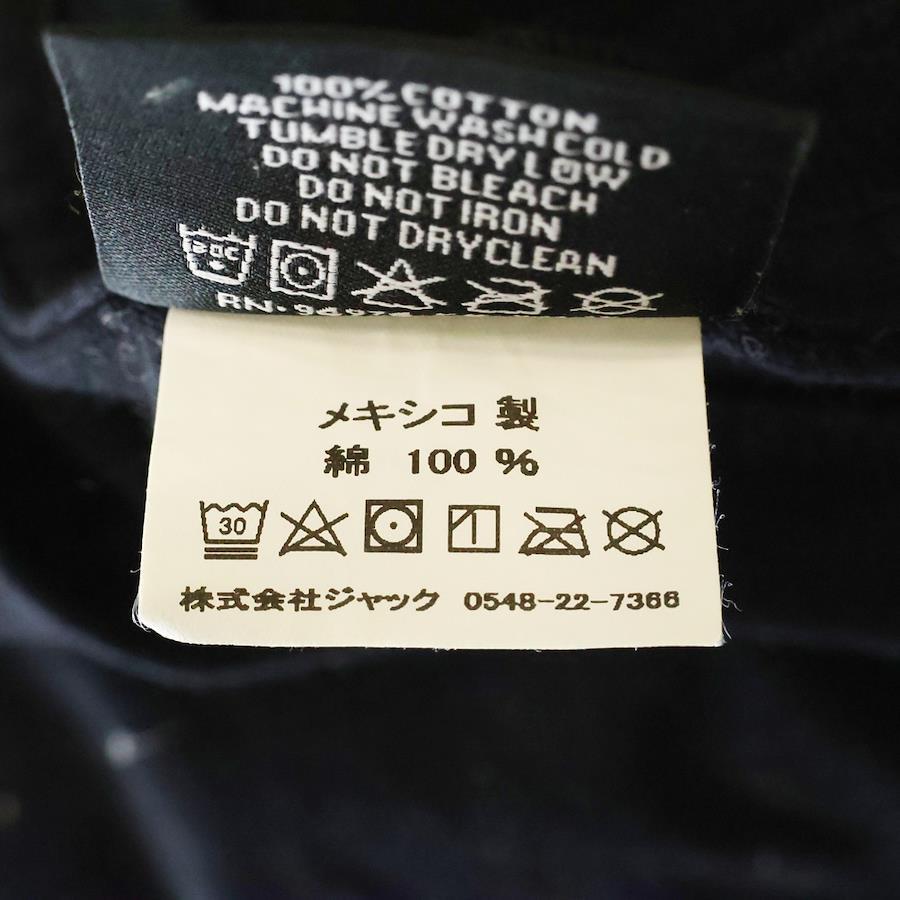 100% COTTON
MACHINE WASH COLD
TUMBLE DRY LOW
DO NOT BLEACH
DO NOT IRON
DO NOT DRYCLEAN
メキシコ 製
綿 100 %
30
株式会社ジャック 0548-22-7366